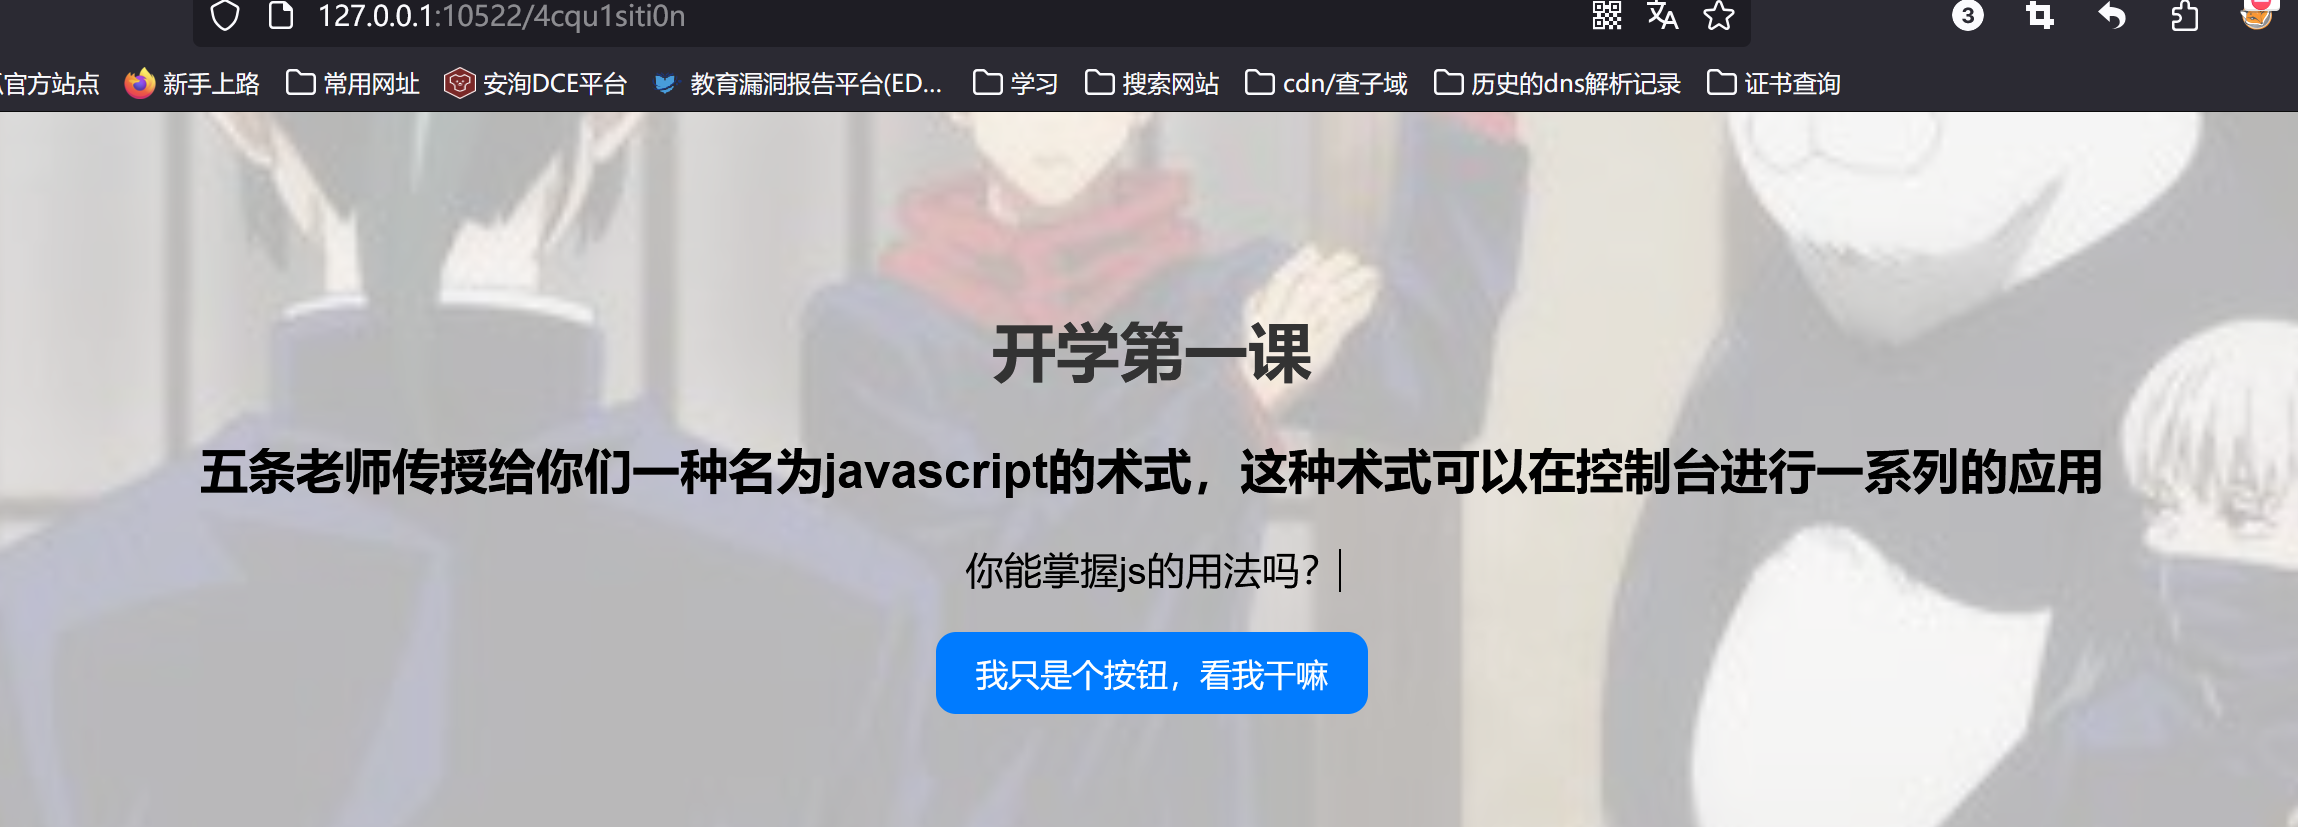 127.0.0.1:10522/4cqu1siti0n
3
官方站点 新手上路 常用网址 安洵DCE平台 教育漏洞报告平台(ED... 学习 搜索网站 cdn/查子域 历史的dns解析记录 证书查询
开学第一课
五条老师传授给你们一种名为javascript的术式，这种术式可以在控制台进行一系列的应用
你能掌握js的用法吗？|
我只是个按钮，看我干嘛